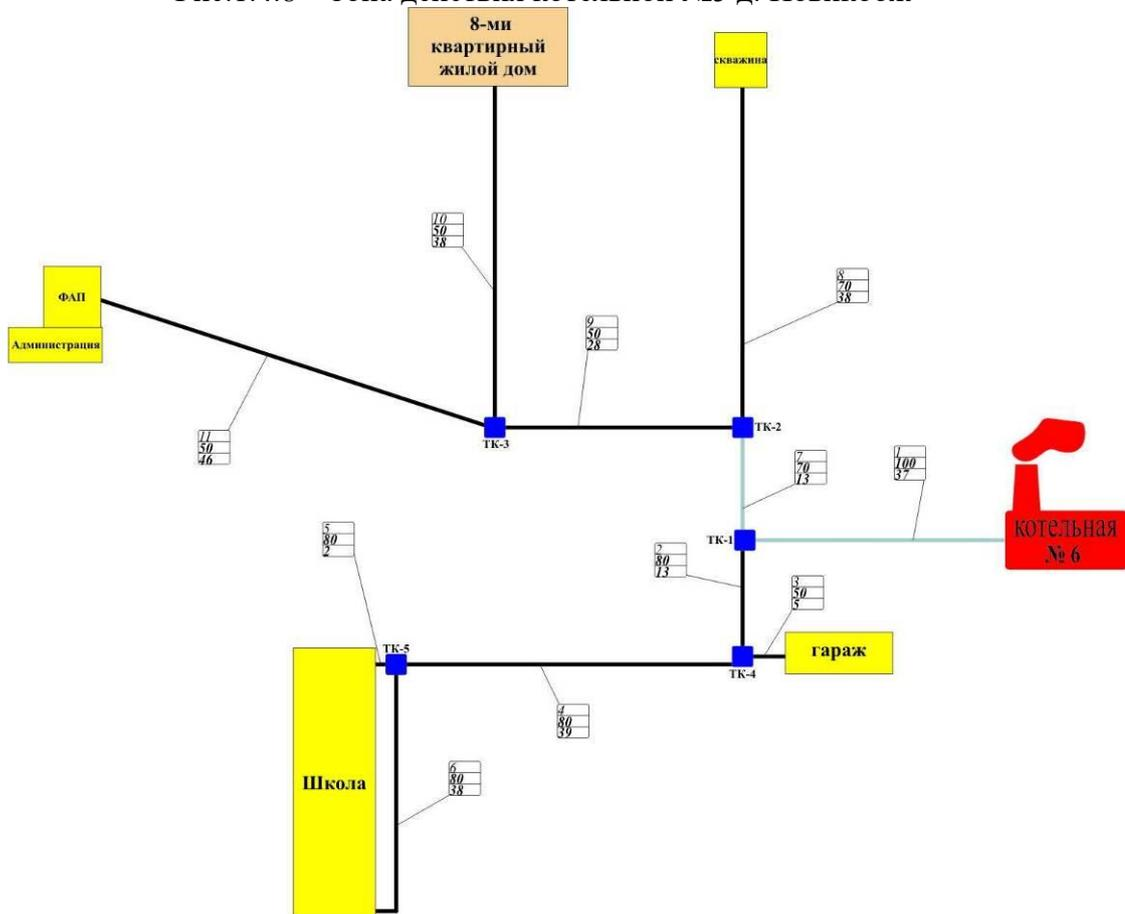 8-ми
квартирный
жилой дом
скважина
10
50
38
8
70
38
ФАП
Администрация
9
50
28
ТК-3
ТК-2
11
50
46
7
70
13
1
100
37
5
80
2
ТК-1
2
80
13
котельная
№ 6
3
50
5
ТК-5
гараж
ТК-4
4
80
39
Школа
6
80
38